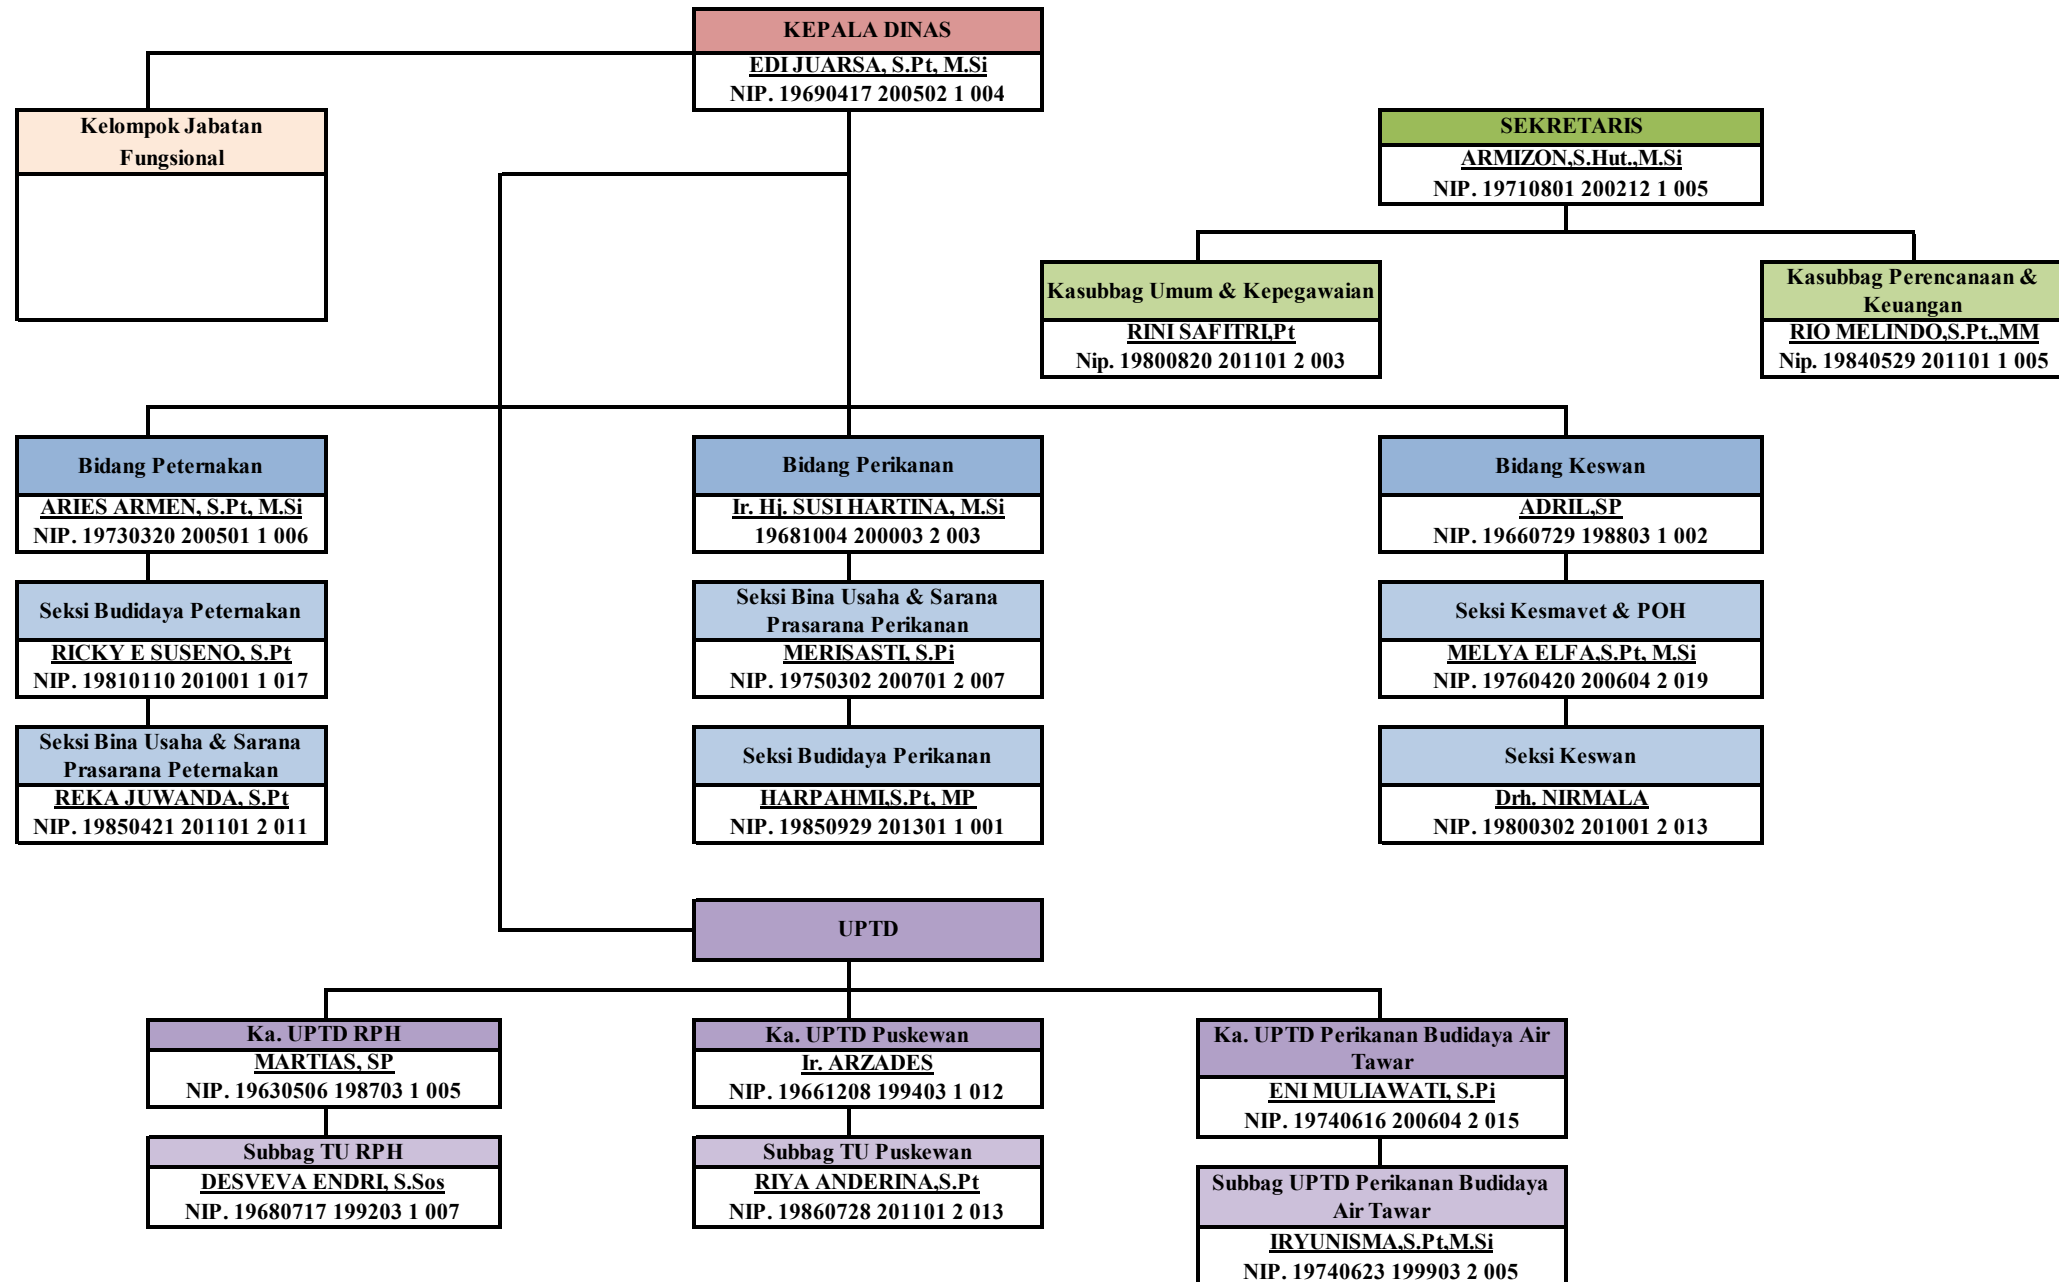 KEPALA DINAS
EDI JUARSA, S.Pt, M.Si
NIP. 19690417 200502 1 004
Kelompok Jabatan
Fungsional
SEKRETARIS
ARMIZON,S.Hut.,M.Si
NIP. 19710801 200212 1 005
Kasubbag Umum & Kepegawaian
RINI SAFITRI,Pt
Nip. 19800820 201101 2 003
Kasubbag Perencanaan &
Keuangan
RIO MELINDO,S.Pt.,MM
Nip. 19840529 201101 1 005
Bidang Peternakan
ARIES ARMEN, S.Pt, M.Si
NIP. 19730320 200501 1 006
Bidang Perikanan
Ir. Hj. SUSI HARTINA, M.Si
19681004 200003 2 003
Bidang Keswan
ADRIL,SP
NIP. 19660729 198803 1 002
Seksi Budidaya Peternakan
RICKY E SUSENO, S.Pt
NIP. 19810110 201001 1 017
Seksi Bina Usaha & Sarana
Prasarana Perikanan
MERISASTI, S.Pi
NIP. 19750302 200701 2 007
Seksi Kesmavet & POH
MELYA ELFA,S.Pt, M.Si
NIP. 19760420 200604 2 019
Seksi Bina Usaha & Sarana
Prasarana Peternakan
REKA JUWANDA, S.Pt
NIP. 19850421 201101 2 011
Seksi Budidaya Perikanan
HARPAHMI,S.Pt, MP
NIP. 19850929 201301 1 001
Seksi Keswan
Drh. NIRMALA
NIP. 19800302 201001 2 013
UPTD
Ka. UPTD RPH
MARTIAS, SP
NIP. 19630506 198703 1 005
Ka. UPTD Puskewan
Ir. ARZADES
NIP. 19661208 199403 1 012
Ka. UPTD Perikanan Budidaya Air
Tawar
ENI MULIAWATI, S.Pi
NIP. 19740616 200604 2 015
Subbag TU RPH
DESVEVA ENDRI, S.Sos
NIP. 19680717 199203 1 007
Subbag TU Puskewan
RIYA ANDERINA,S.Pt
NIP. 19860728 201101 2 013
Subbag UPTD Perikanan Budidaya
Air Tawar
IRYUNISMA,S.Pt,M.Si
NIP. 19740623 199903 2 005